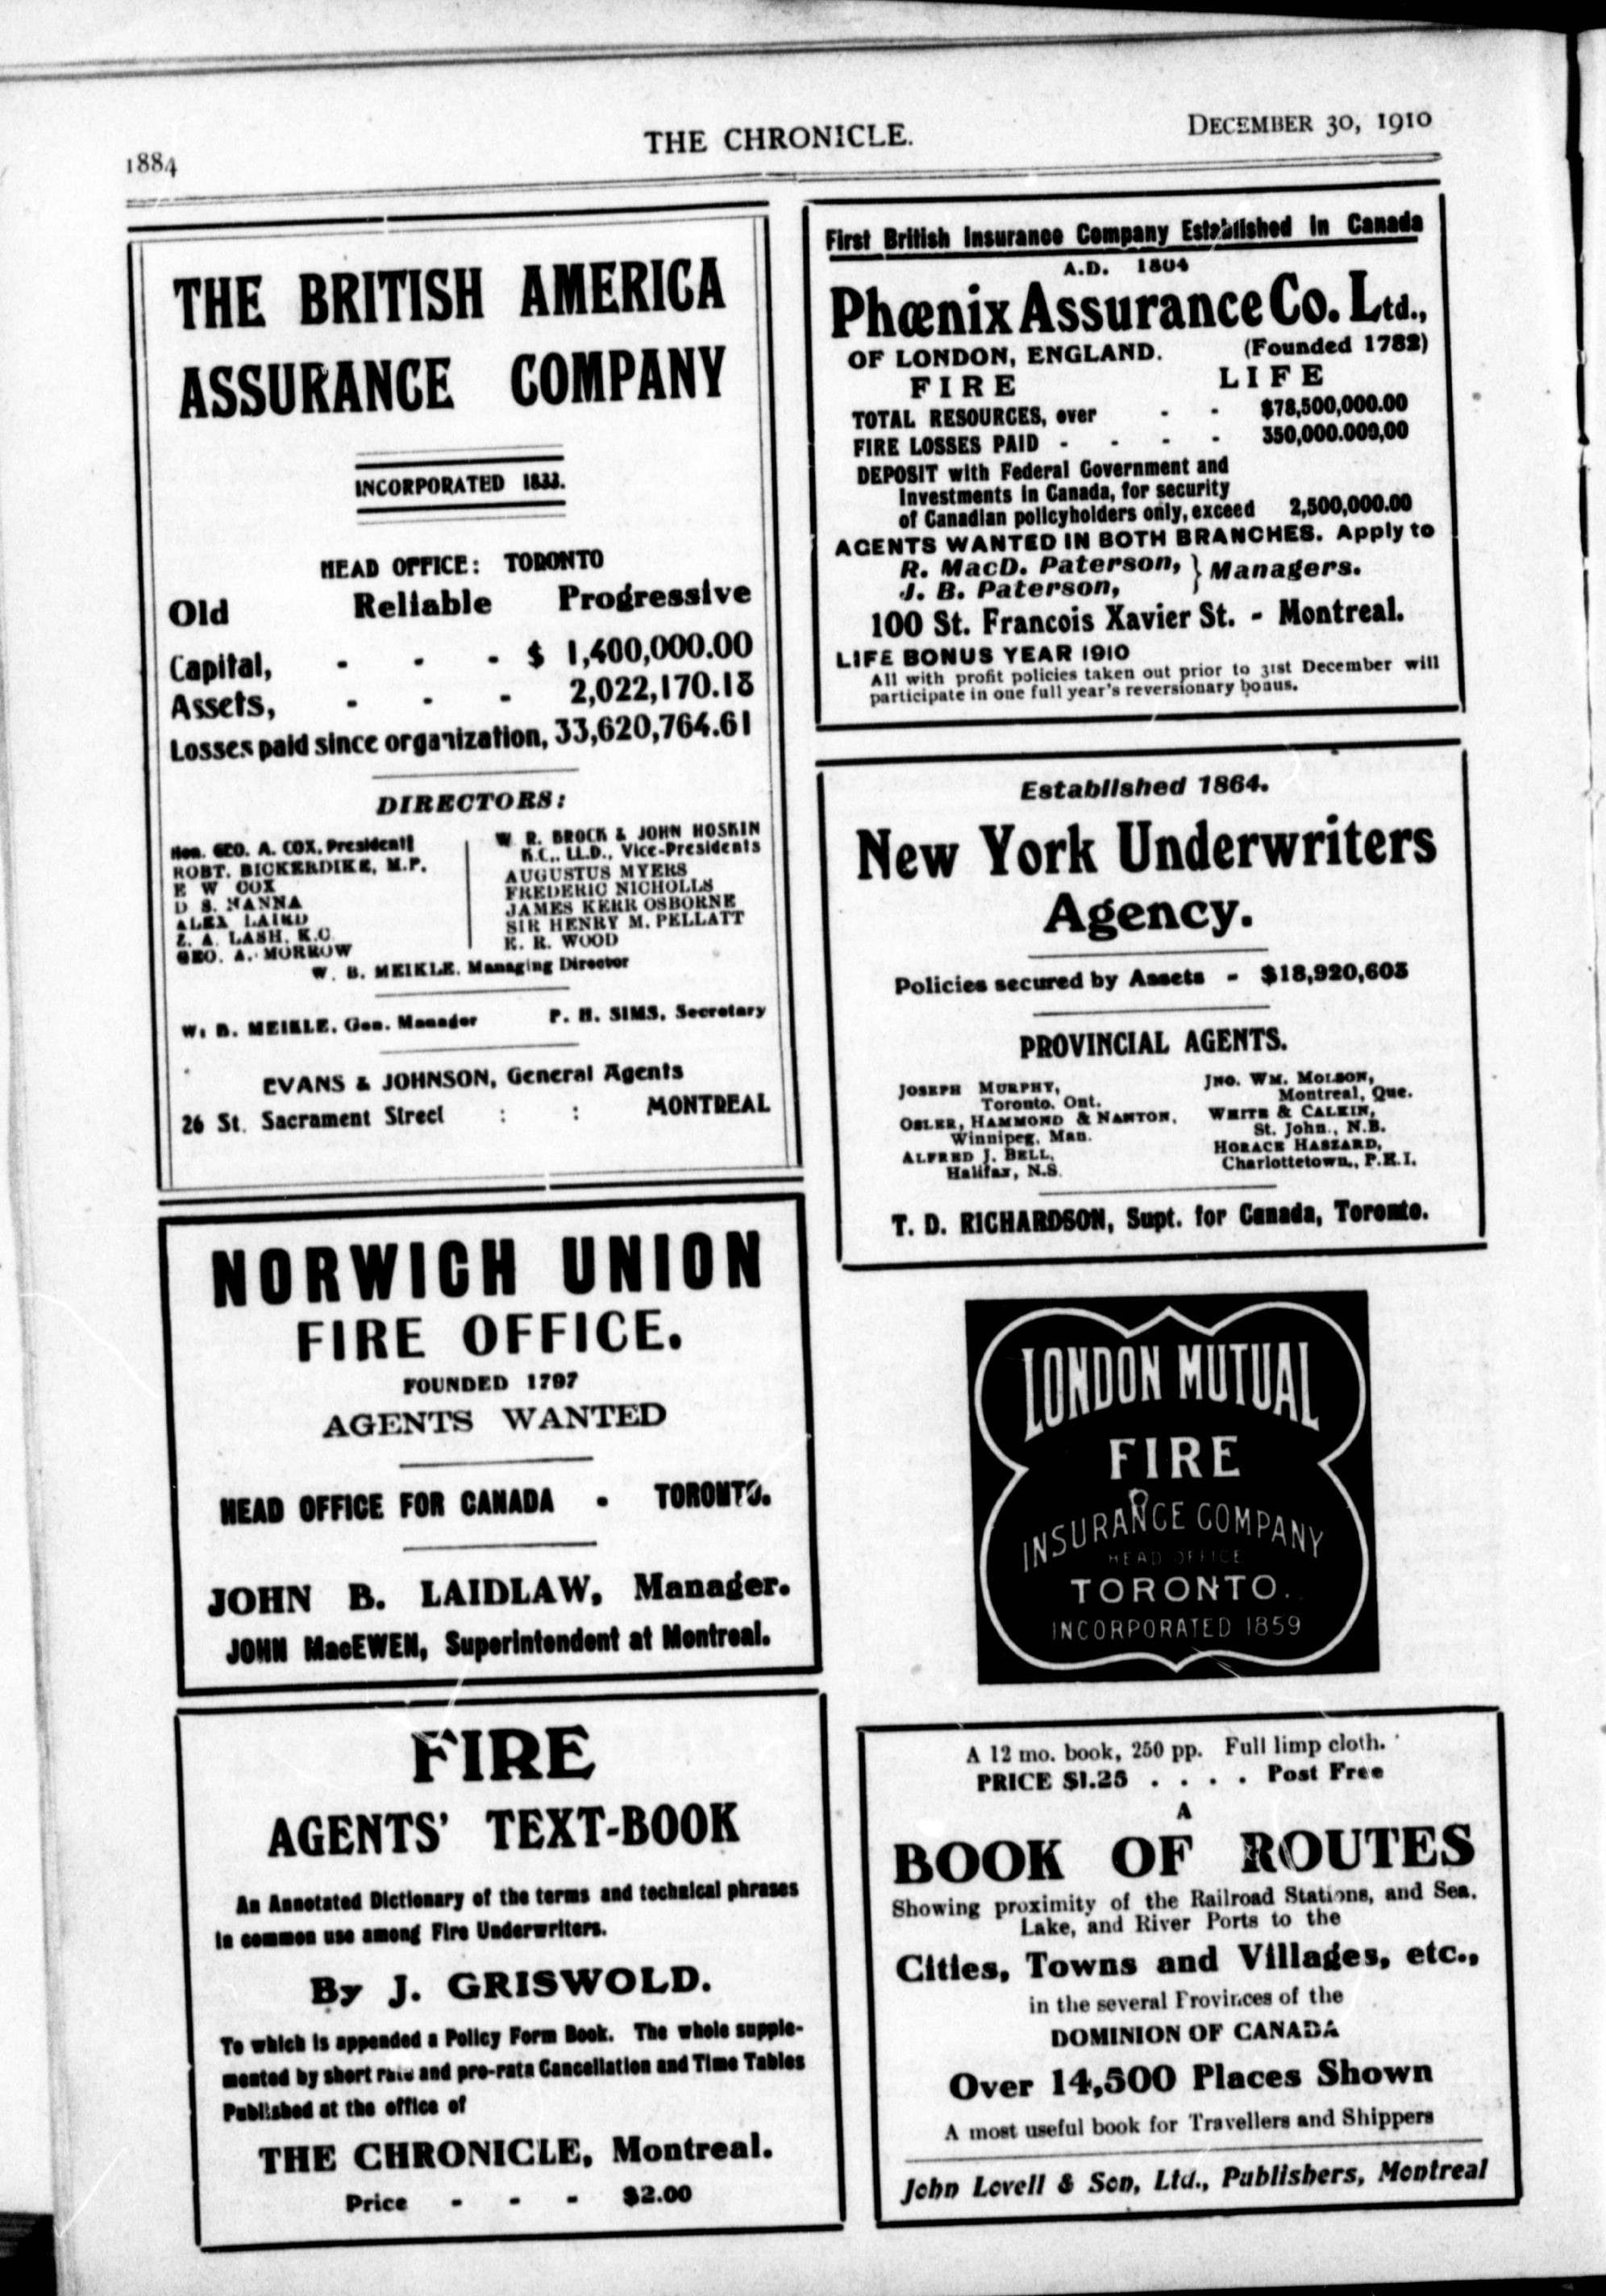 1884
THE CHRONICLE.
DECEMBER 30, 1910
THE BRITISH AMERICA
ASSURANCE COMPANY
INCORPORATED 1833.
HEAD OFFICE: TORONTO
Old Reliable Progressive
Capital, - - - $ 1,400,000.00
Assets, - - - 2,022,170.18
Losses paid since organization, 33,620,764.61
DIRECTORS:
Hon. GEO. A. COX, President
ROBT. BICKERDIKE, M.P.
E W COX
D B. HANNA
ALEX LAIRD
Z. A. LASH, K.C.
GEO. A. MORROW
W. R. BROCK & JOHN HOSKIN
K.C., LL.D., Vice-Presidents
AUGUSTUS MYERS
FREDERIC NICHOLLS
JAMES KERR OSBORNE
SIR HENRY M. PELLATT
E. R. WOOD
W. B. MEIKLE, Managing Director
W. B. MEIKLE, Gen. Manager P. H. SIMS, Secretary
EVANS & JOHNSON, General Agents
26 St. Sacrament Street : : MONTREAL
NORWICH UNION
FIRE OFFICE.
FOUNDED 1797
AGENTS WANTED
HEAD OFFICE FOR CANADA - TORONTO.
JOHN B. LAIDLAW, Manager.
JOHN MacEWEN, Superintendent at Montreal.
FIRE
AGENTS' TEXT-BOOK
An Annotated Dictionary of the terms and technical phrases
in common use among Fire Underwriters.
By J. GRISWOLD.
To which is appended a Policy Form Book. The whole supple-
mented by short rate and pro-rata Cancellation and Time Tables
Published at the office of
THE CHRONICLE, Montreal.
Price - - - $2.00
First British Insurance Company Established in Canada
A.D. 1804
Phœnix Assurance Co. Ltd.,
OF LONDON, ENGLAND. (Founded 1782)
FIRE LIFE
TOTAL RESOURCES, over - - $78,500,000.00
FIRE LOSSES PAID - - - - 350,000.000,00
DEPOSIT with Federal Government and
Investments in Canada, for security
of Canadian policyholders only, exceed 2,500,000.00
AGENTS WANTED IN BOTH BRANCHES. Apply to
R. MacD. Paterson, } Managers.
J. B. Paterson,
100 St. Francois Xavier St. - Montreal.
LIFE BONUS YEAR 1910
All with profit policies taken out prior to 31st December will
participate in one full year's reversionary bonus.
Established 1864.
New York Underwriters
Agency.
Policies secured by Assets - $18,920,603
PROVINCIAL AGENTS.
JOSEPH MURPHY,
Toronto, Ont.
OSLER, HAMMOND & NANTON,
Winnipeg, Man.
ALFRED J. BELL,
Halifax, N.S.
JNO. WM. MOLSON,
Montreal, Que.
WHITE & CALKIN,
St. John., N.B.
HORACE HASZARD,
Charlottetown., P.E.I.
T. D. RICHARDSON, Supt. for Canada, Toronto.
LONDON MUTUAL
FIRE
INSURANCE COMPANY
HEAD OFFICE
TORONTO.
INCORPORATED 1859
A 12 mo. book, 250 pp. Full limp cloth.
PRICE $1.25 . . . . Post Free
A
BOOK OF ROUTES
Showing proximity of the Railroad Stations, and Sea,
Lake, and River Ports to the
Cities, Towns and Villages, etc.,
in the several Provinces of the
DOMINION OF CANADA
Over 14,500 Places Shown
A most useful book for Travellers and Shippers
John Lovell & Son, Ltd., Publishers, Montreal